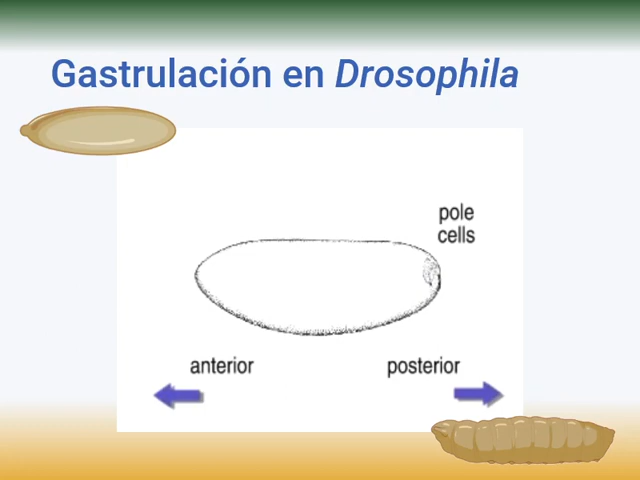 Gastrulación en Drosophila
pole
cells
anterior
posterior